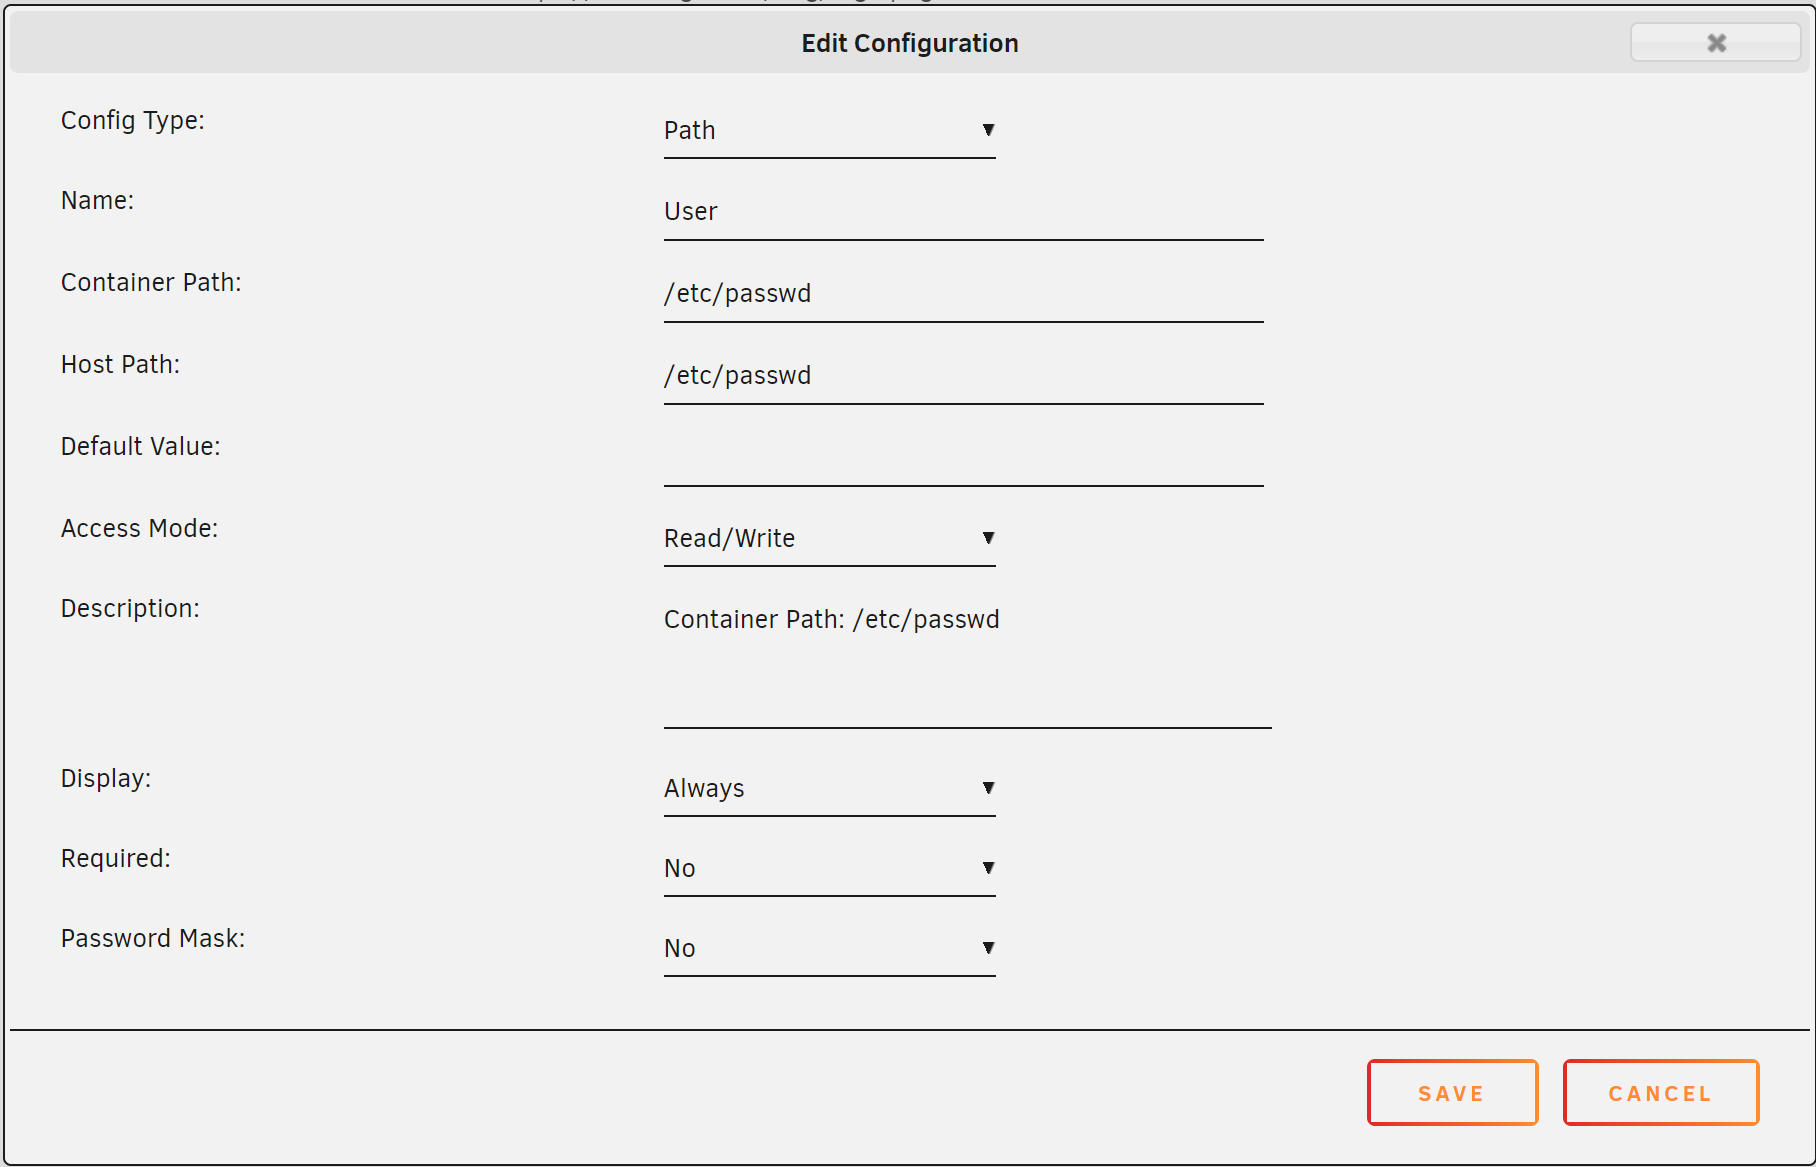 Edit Configuration
Config Type:
Path
Name:
User
Container Path:
/etc/passwd
Host Path:
/etc/passwd
Default Value:
Access Mode:
Read/Write
Description:
Container Path: /etc/passwd
Display:
Always
Required:
No
Password Mask:
No
SAVE
CANCEL